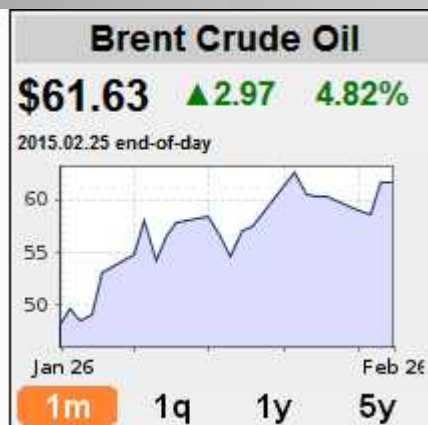 Brent Crude Oil
$61.63 ▲2.97 4.82%
2015.02.25 end-of-day
60
55
50
Jan 26 Feb 26
1m 1q 1y 5y